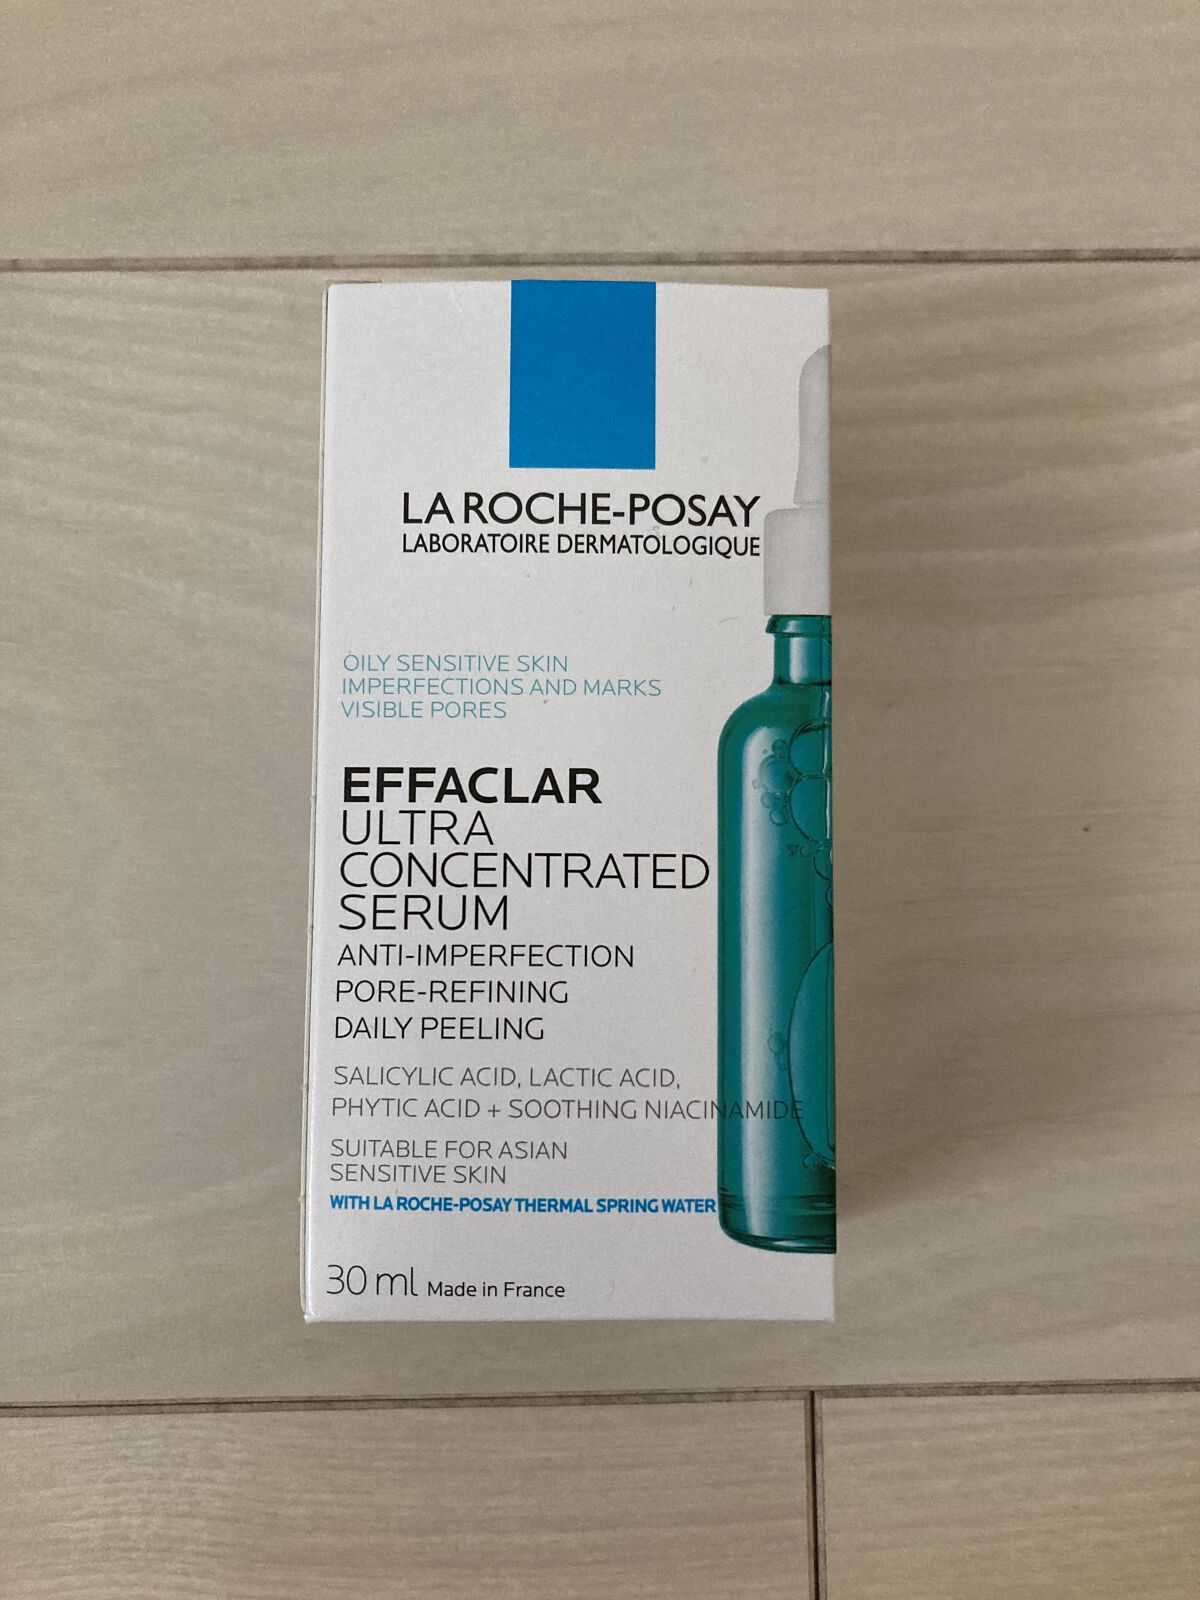 LA ROCHE-POSAY
LABORATOIRE DERMATOLOGIQUE
OILY SENSITIVE SKIN
IMPERFECTIONS AND MARKS
VISIBLE PORES
EFFACLAR
ULTRA
CONCENTRATED
SERUM
ANTI-IMPERFECTION
PORE-REFINING
DAILY PEELING
SALICYLIC ACID, LACTIC ACID,
PHYTIC ACID + SOOTHING NIACINAMIDE
SUITABLE FOR ASIAN
SENSITIVE SKIN
WITH LA ROCHE-POSAY THERMAL SPRING WATER
30 ml Made in France